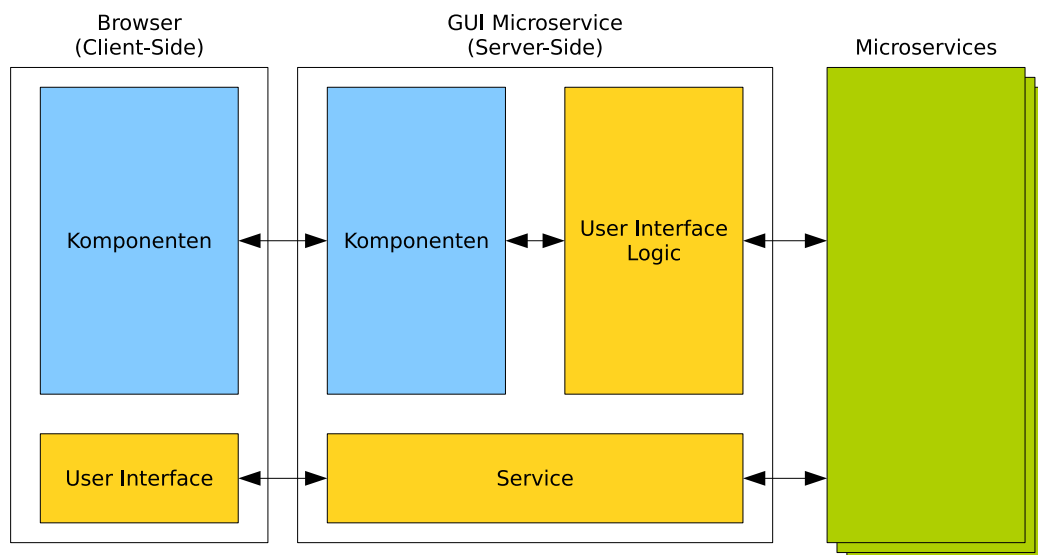 Browser
(Client-Side)
GUI Microservice
(Server-Side)
Microservices
Komponenten
Komponenten
User Interface
Logic
User Interface
Service